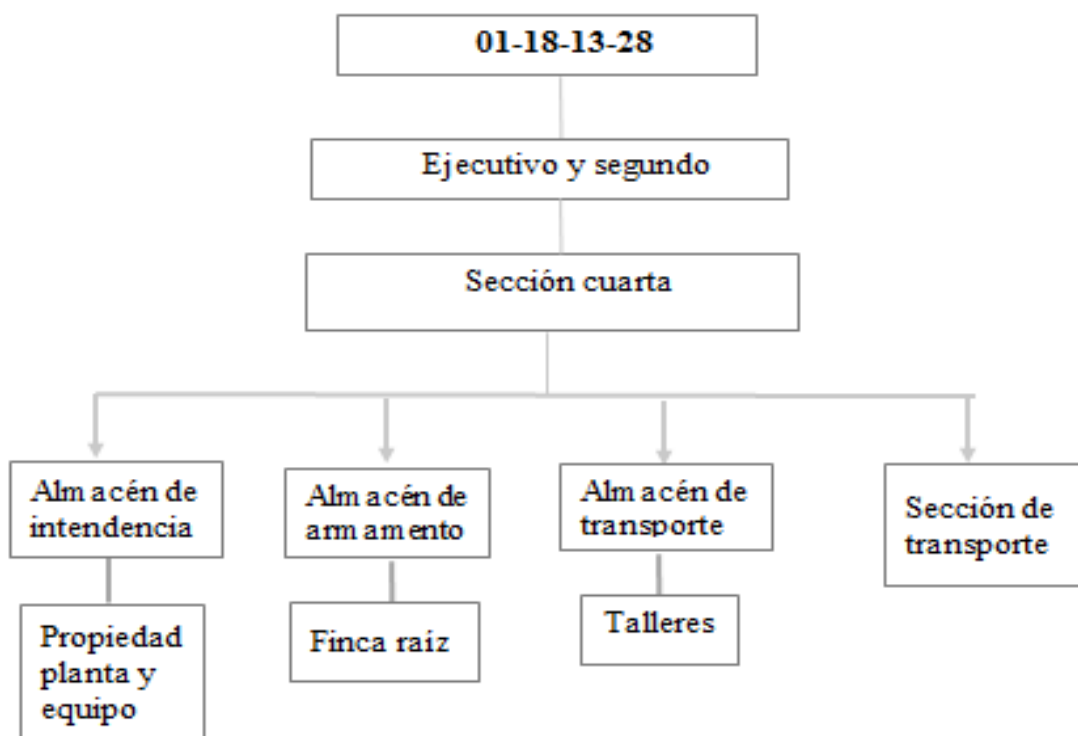 01-18-13-28
Ejecutivo y segundo
Sección cuarta
Almacén de
intendencia
Almacén de
armamento
Almacén de
transporte
Sección de
transporte
Propiedad
planta y
equipo
Finca raíz
Talleres